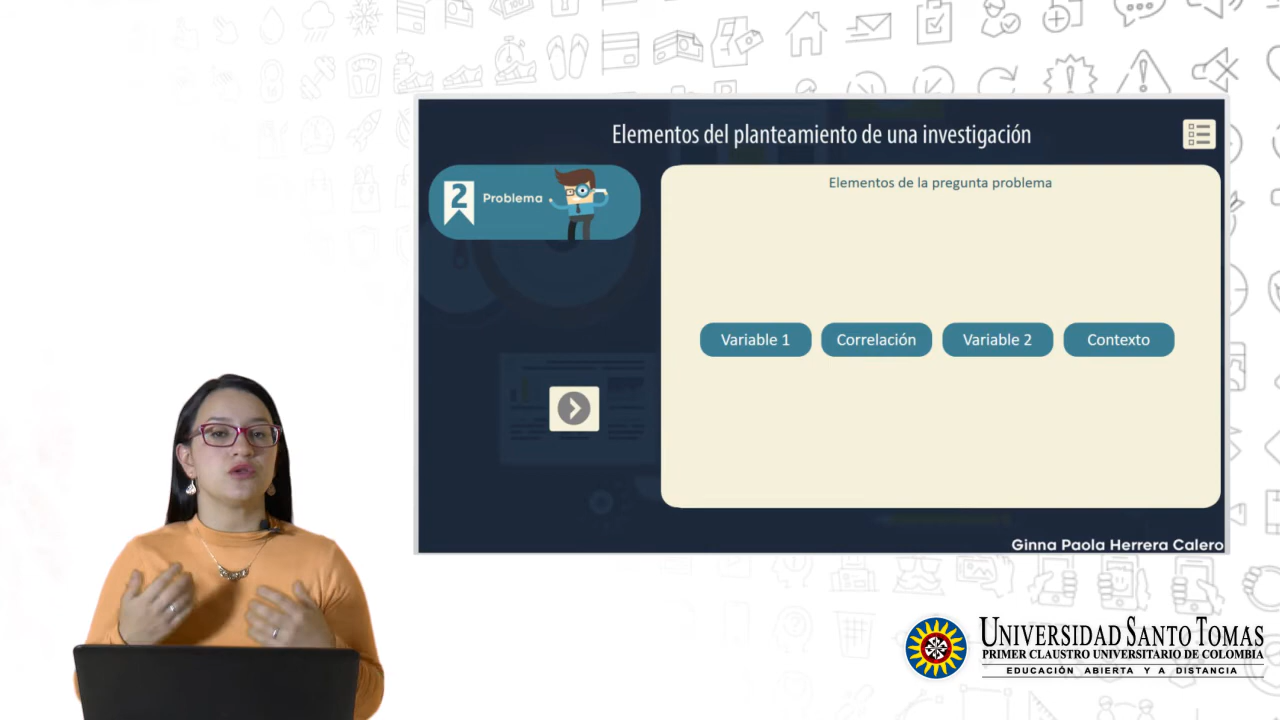 Elementos del planteamiento de una investigación
2 Problema
Elementos de la pregunta problema
Variable 1 Correlación Variable 2 Contexto
Ginna Paola Herrera Calero
UNIVERSIDAD SANTO TOMAS
PRIMER CLAUSTRO UNIVERSITARIO DE COLOMBIA
EDUCACIÓN ABIERTA Y A DISTANCIA